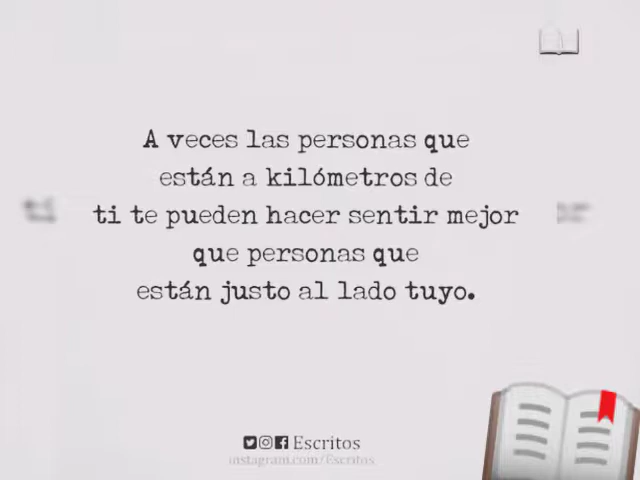 A veces las personas que
están a kilómetros de
ti te pueden hacer sentir mejor
que personas que
están justo al lado tuyo.
Escritos
instagram.com/Escritos